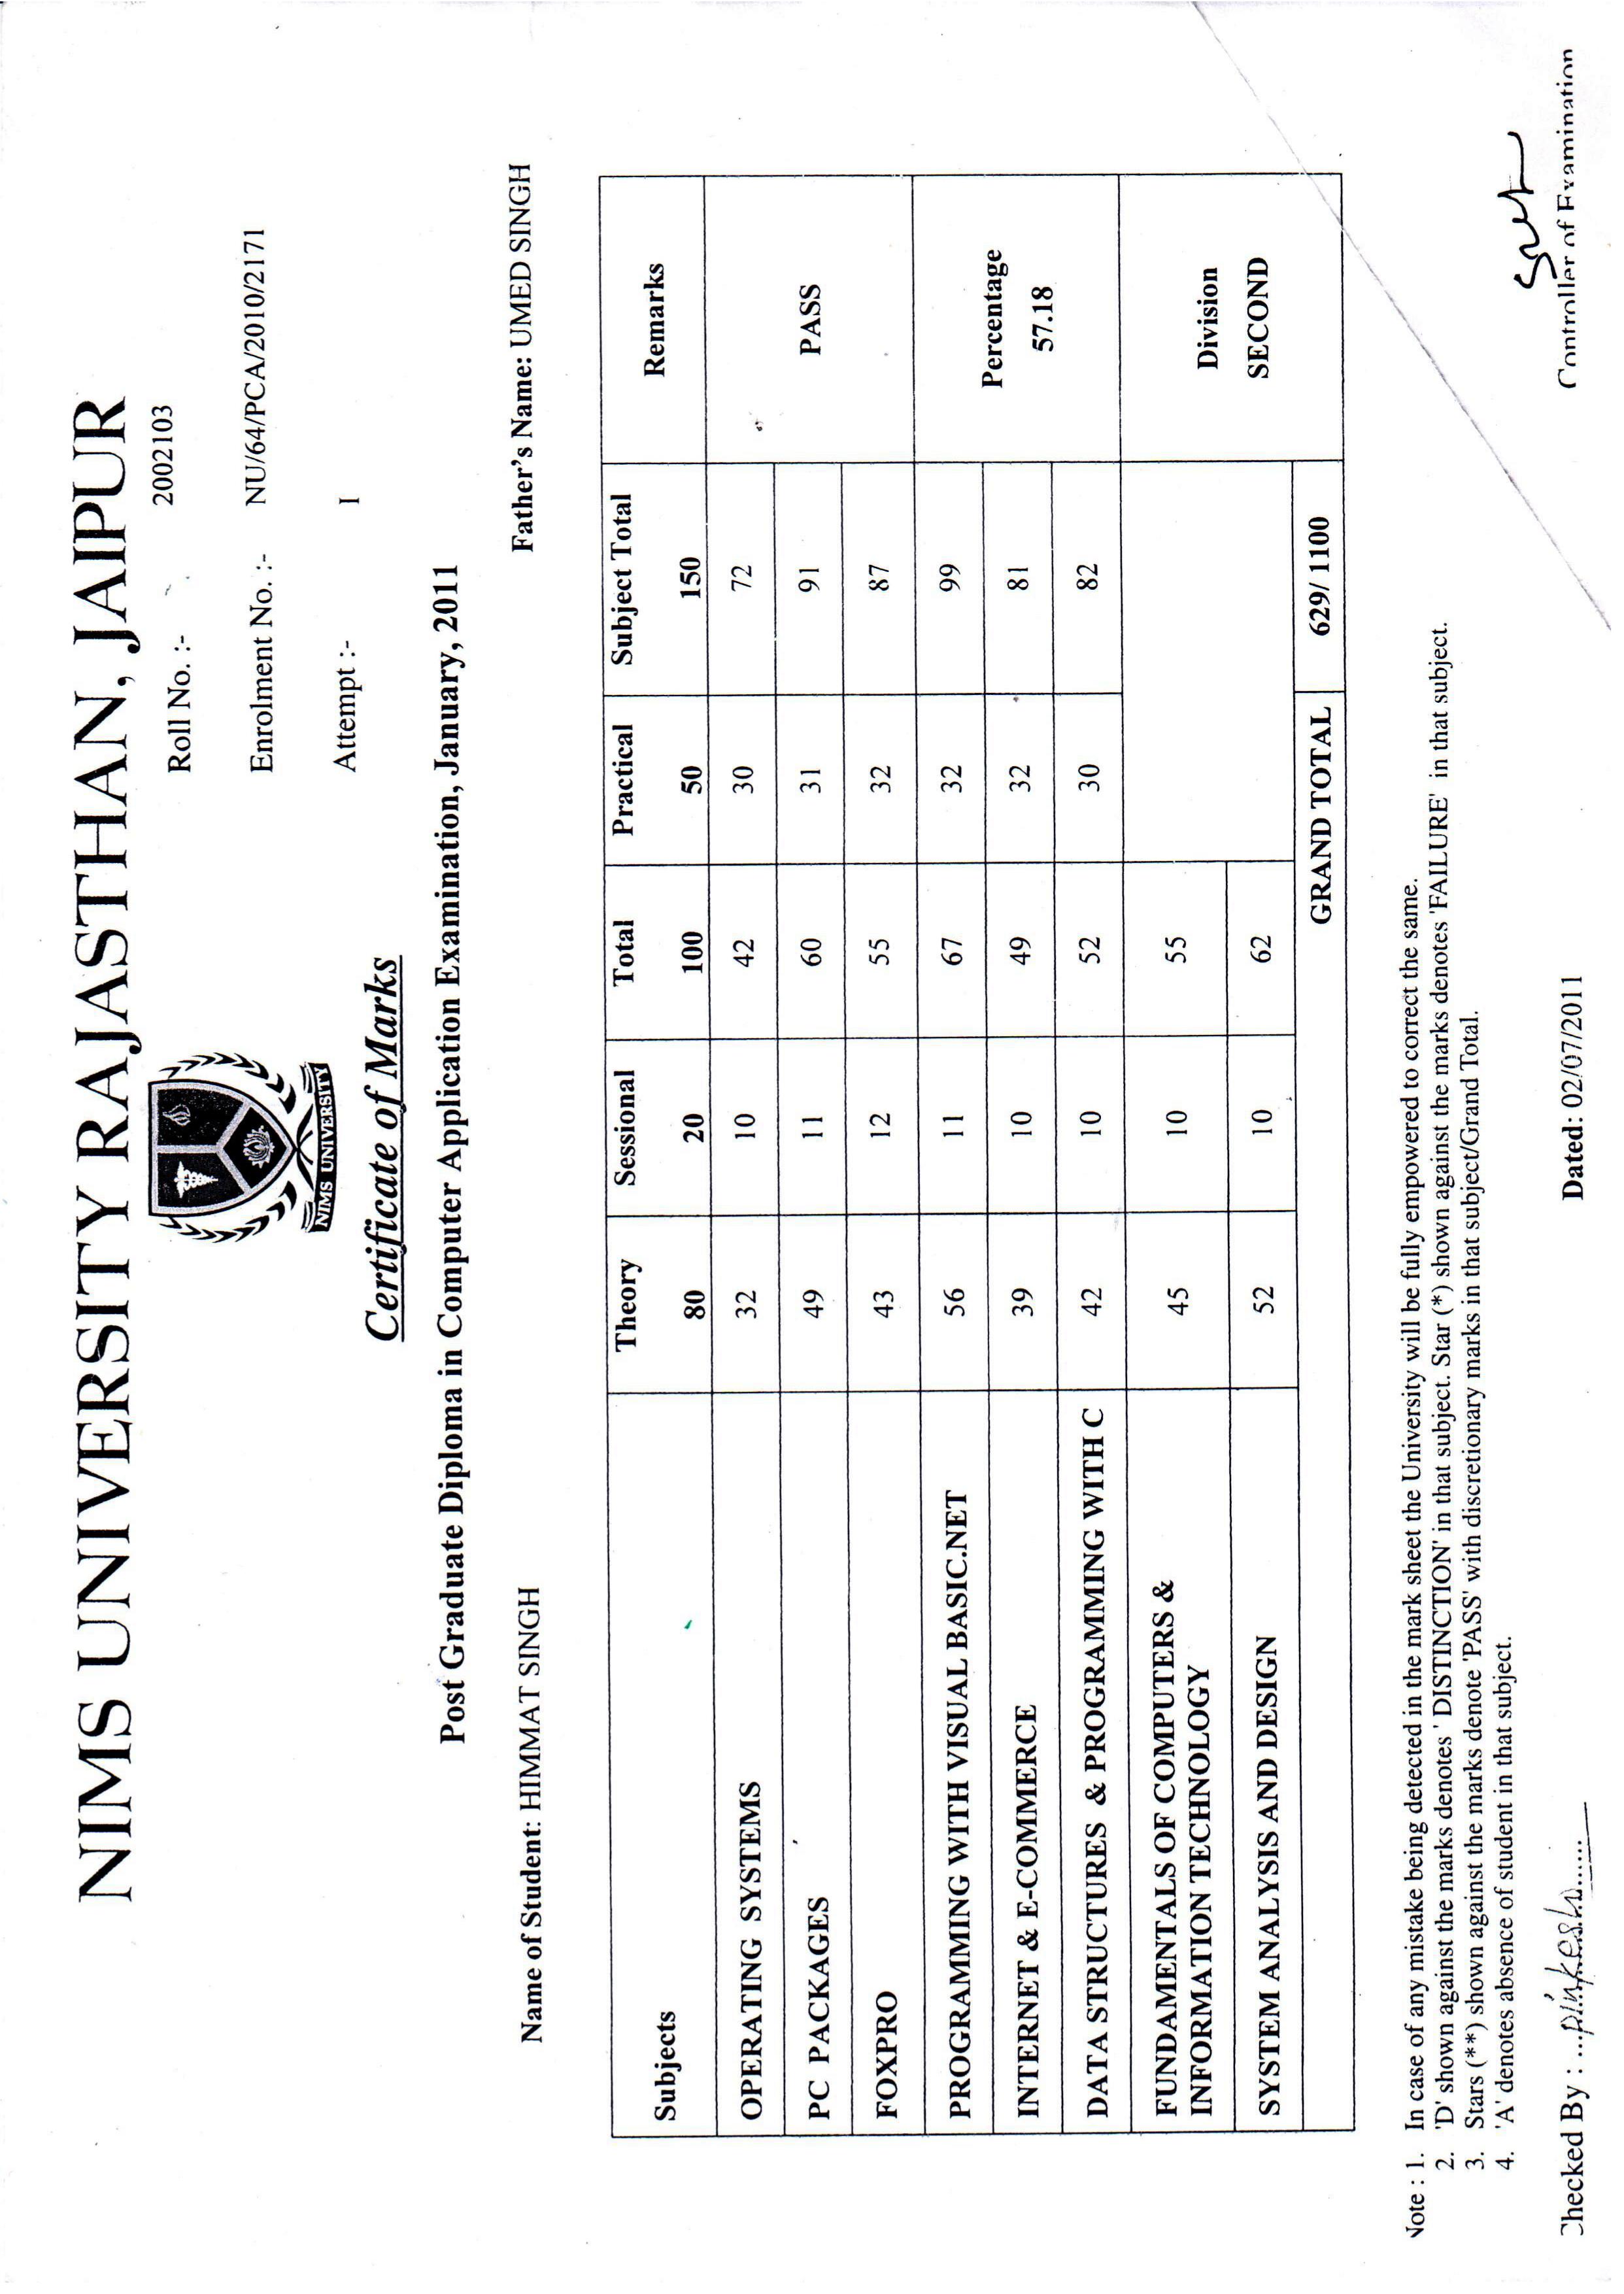 NIMS UNIVERSITY RAJASTHAN, JAIPUR
Roll No. :- 2002103
Enrolment No. :- NU/64/PCA/2010/2171
Attempt :- I
NIMS UNIVERSITY
Certificate of Marks
Post Graduate Diploma in Computer Application Examination, January, 2011
Name of Student: HIMMAT SINGH Father's Name: UMED SINGH
Subjects Theory Sessional Total Practical Subject Total Remarks
80 20 100 50 150
OPERATING SYSTEMS 32 10 42 30 72
PC PACKAGES 49 11 60 31 91 PASS
FOXPRO 43 12 55 32 87
PROGRAMMING WITH VISUAL BASIC.NET 56 11 67 32 99 Percentage
INTERNET & E-COMMERCE 39 10 49 32 81 57.18
DATA STRUCTURES & PROGRAMMING WITH C 42 10 52 30 82
FUNDAMENTALS OF COMPUTERS & 45 10 55 Division
INFORMATION TECHNOLOGY
SYSTEM ANALYSIS AND DESIGN 52 10 62 SECOND
GRAND TOTAL 629/ 1100
Note : 1. In case of any mistake being detected in the mark sheet the University will be fully empowered to correct the same.
2. 'D' shown against the marks denotes ' DISTINCTION' in that subject. Star (*) shown against the marks denotes 'FAILURE' in that subject.
3. Stars (**) shown against the marks denote 'PASS' with discretionary marks in that subject/Grand Total.
4. 'A' denotes absence of student in that subject.
Checked By : ...pinkesh...... Dated: 02/07/2011 Controller of Examination